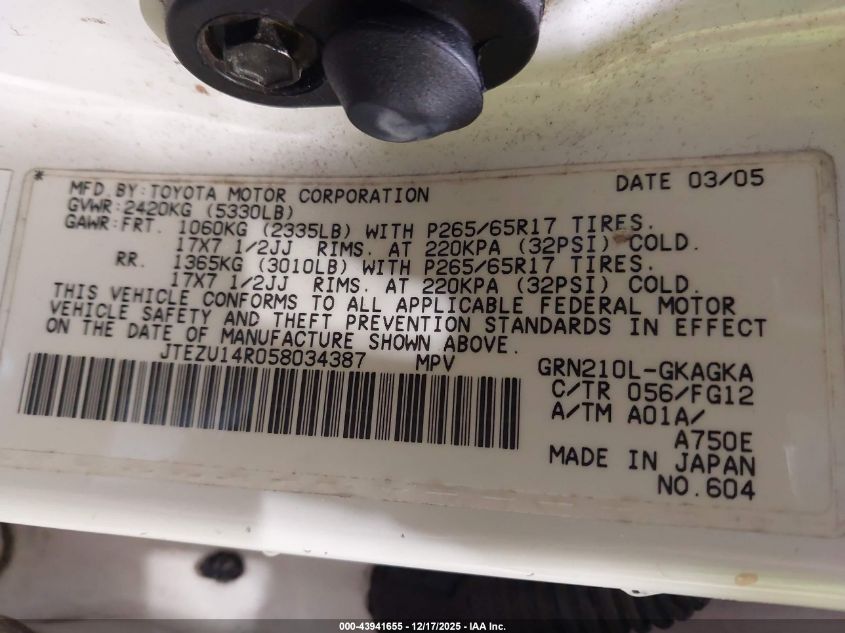 *
MFD. BY: TOYOTA MOTOR CORPORATION DATE 03/05
GVWR: 2420KG (5330LB)
GAWR: FRT. 1060KG (2335LB) WITH P265/65R17 TIRES.
17X7 1/2JJ RIMS. AT 220KPA (32PSI) COLD.
RR. 1365KG (3010LB) WITH P265/65R17 TIRES.
17X7 1/2JJ RIMS. AT 220KPA (32PSI) COLD.
THIS VEHICLE CONFORMS TO ALL APPLICABLE FEDERAL MOTOR
VEHICLE SAFETY AND THEFT PREVENTION STANDARDS IN EFFECT
ON THE DATE OF MANUFACTURE SHOWN ABOVE.
JTEZU14R058034387 MPV GRN210L-GKAGKA
C/TR 056/FG12
A/TM A01A/
A750E
MADE IN JAPAN
NO.604
000-43941655 - 12/17/2025 - IAA Inc.